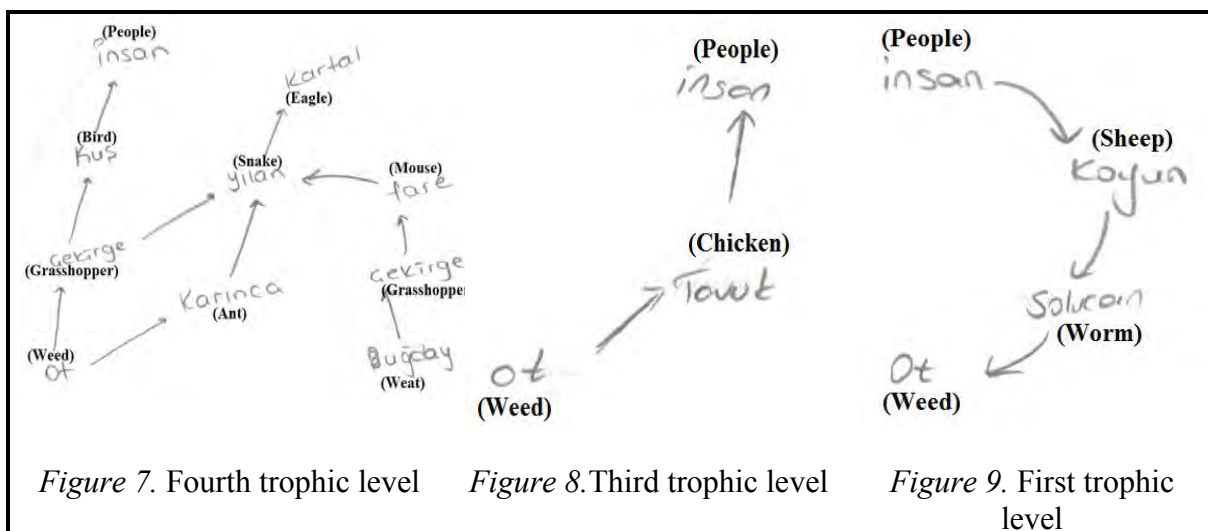 (People)
insan
Kartal
(Eagle)
(Bird)
Kuş
(Snake)
yılan
(Mouse)
fare
Gekirge
(Grasshopper)
Karınca
(Ant)
Gekirge
(Grasshopper
(Weed)
Ot
Buğday
(Weat)
(People)
insan
(Chicken)
Tavuk
ot
(Weed)
(People)
insan
(Sheep)
Koyun
Solucan
(Worm)
Ot
(Weed)
Figure 7. Fourth trophic level
Figure 8.Third trophic level
Figure 9. First trophic
level